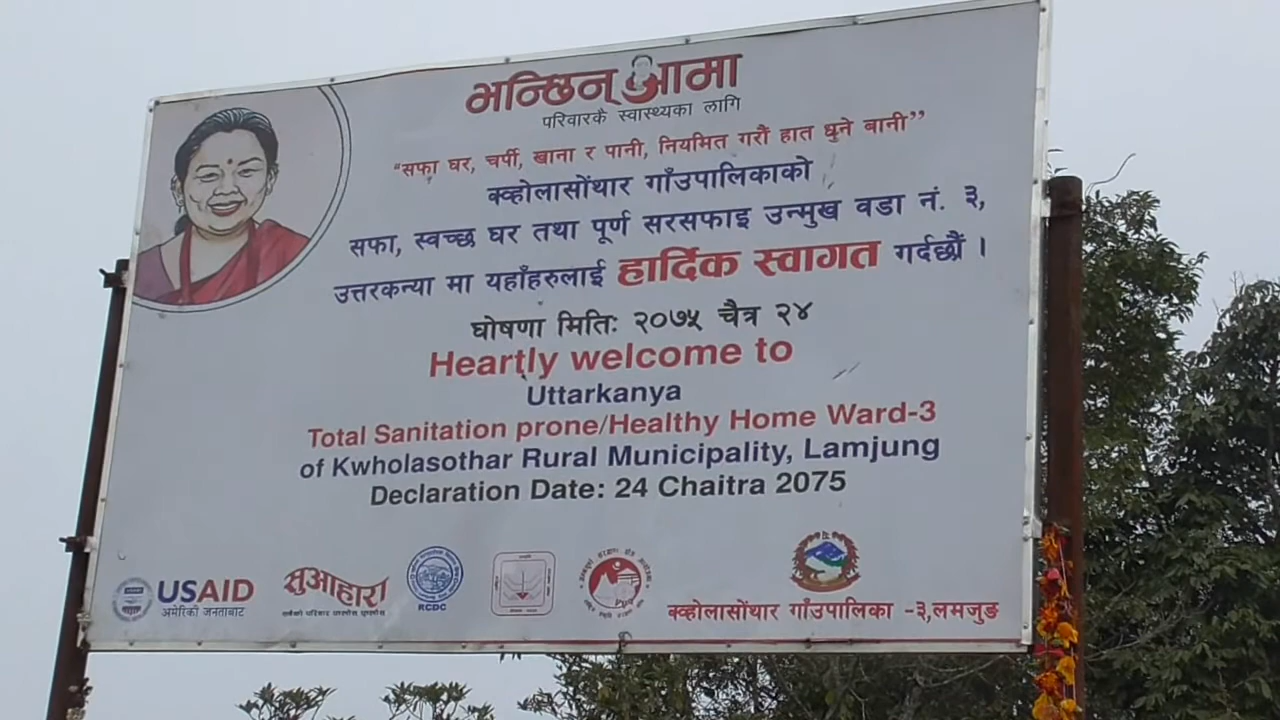 भन्छिन् आमा
परिवारकै स्वास्थ्यका लागि
“सफा घर, चर्पी, खाना र पानी, नियमित गरौं हात धुने बानी”
क्व्होलासोंथार गाँउपालिकाको
सफा, स्वच्छ घर तथा पूर्ण सरसफाइ उन्मुख वडा नं. ३,
उत्तरकन्या मा यहाँहरुलाई हार्दिक स्वागत गर्दछौं ।
घोषणा मितिः २०७५ चैत्र २४
Heartly welcome to
Uttarkanya
Total Sanitation prone/Healthy Home Ward-3
of Kwholasothar Rural Municipality, Lamjung
Declaration Date: 24 Chaitra 2075
USAID
अमेरिकी जनताबाट
सुआहारा
RCDC
क्व्होलासोंथार गाँउपालिका -३,लमजुङ